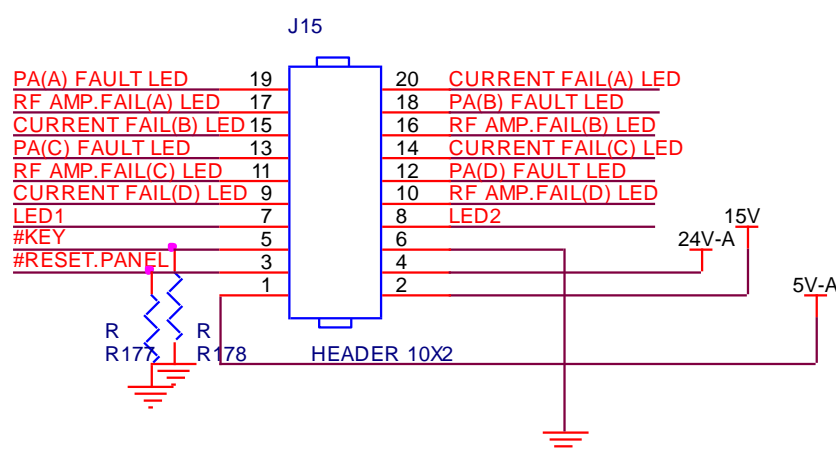 J15
PA(A) FAULT LED 19 20 CURRENT FAIL(A) LED
RF AMP.FAIL(A) LED 17 18 PA(B) FAULT LED
CURRENT FAIL(B) LED 15 16 RF AMP.FAIL(B) LED
PA(C) FAULT LED 13 14 CURRENT FAIL(C) LED
RF AMP.FAIL(C) LED 11 12 PA(D) FAULT LED
CURRENT FAIL(D) LED 9 10 RF AMP.FAIL(D) LED
LED1 7 8 LED2 15V
#KEY 5 6 24V-A
#RESET.PANEL 3 4
1 2 5V-A
R R
R177 R178 HEADER 10X2